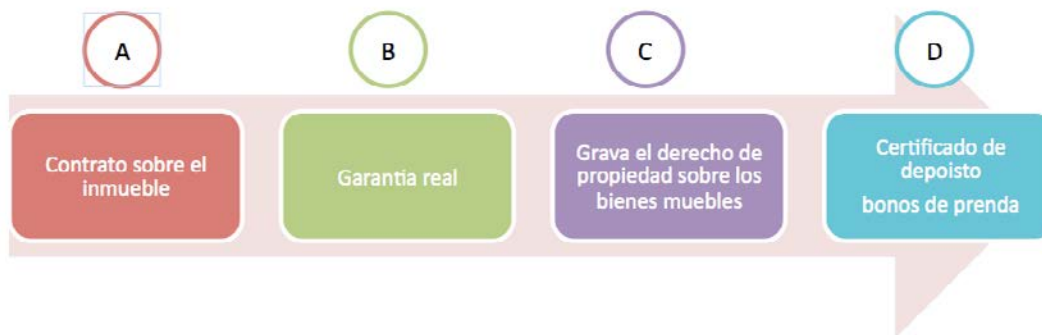 A
B
C
D
Contrato sobre el
inmueble
Garantia real
Grava el derecho de
propiedad sobre los
bienes muebles
Certificado de
depoisto
bonos de prenda